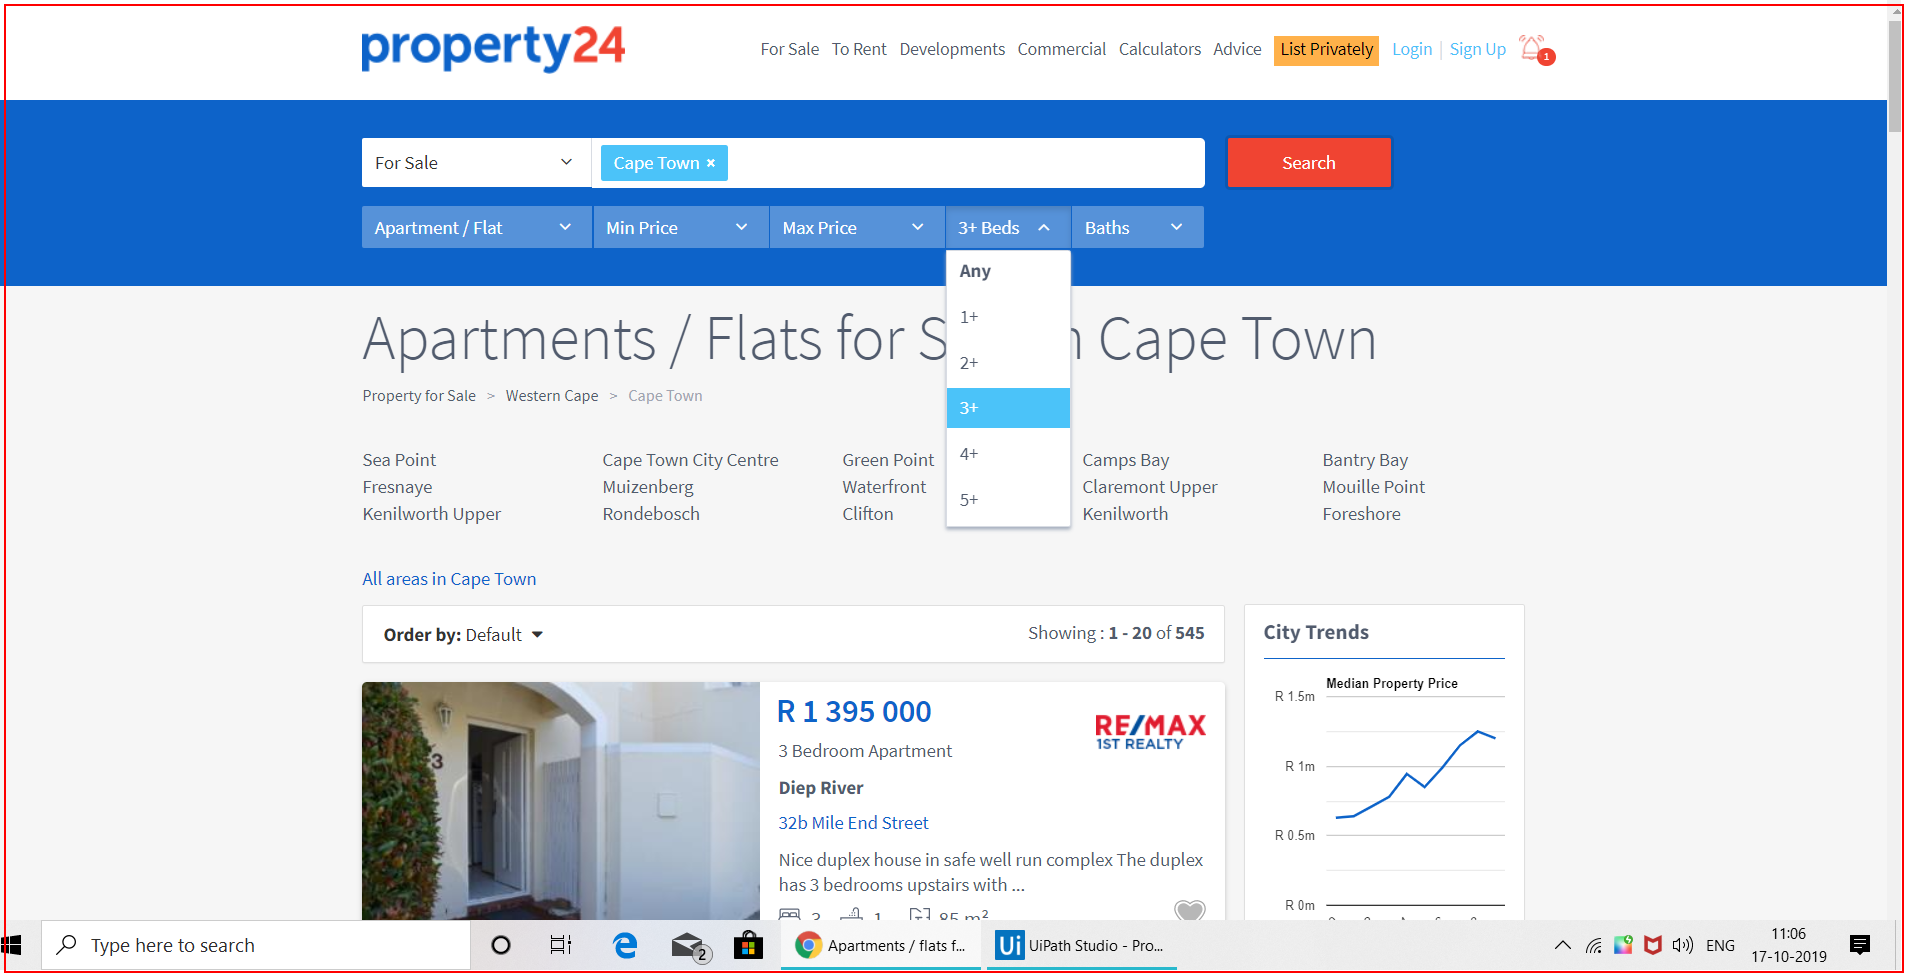 property24
For Sale To Rent Developments Commercial Calculators Advice List Privately Login | Sign Up 1
For Sale Cape Town × Search
Apartment / Flat Min Price Max Price 3+ Beds Baths
Any
1+
2+
3+
4+
5+
Apartments / Flats for S n Cape Town
Property for Sale > Western Cape > Cape Town
Sea Point Cape Town City Centre Green Point Camps Bay Bantry Bay
Fresnaye Muizenberg Waterfront Claremont Upper Mouille Point
Kenilworth Upper Rondebosch Clifton Kenilworth Foreshore
All areas in Cape Town
Order by: Default Showing : 1 - 20 of 545
3
R 1 395 000
RE/MAX
1ST REALTY
3 Bedroom Apartment
Diep River
32b Mile End Street
Nice duplex house in safe well run complex The duplex
has 3 bedrooms upstairs with ...
3 1 85 m²
City Trends
Median Property Price
R 1.5m
R 1m
R 0.5m
R 0m
Type here to search 2 Apartments / flats f... Ui UiPath Studio - Pro... ENG 11:06
17-10-2019